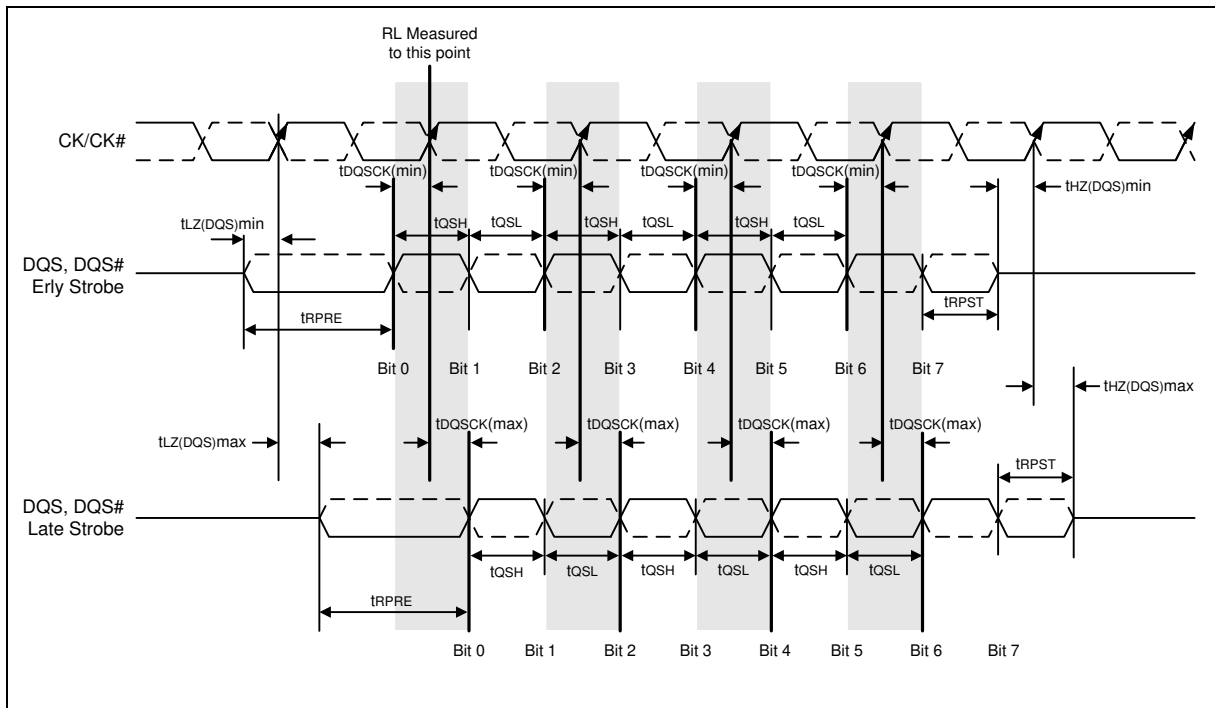 RL Measured
to this point
CK/CK#
tDQSCK(min) tDQSCK(min) tDQSCK(min) tDQSCK(min)
tHZ(DQS)min
tLZ(DQS)min
tQSH tQSL tQSH tQSL tQSH tQSL
DQS, DQS#
Erly Strobe
tRPRE
tRPST
Bit 0 Bit 1 Bit 2 Bit 3 Bit 4 Bit 5 Bit 6 Bit 7
tHZ(DQS)max
tDQSCK(max) tDQSCK(max) tDQSCK(max) tDQSCK(max)
tLZ(DQS)max
tRPST
DQS, DQS#
Late Strobe
tQSH tQSL tQSH tQSL tQSH tQSL
tRPRE
Bit 0 Bit 1 Bit 2 Bit 3 Bit 4 Bit 5 Bit 6 Bit 7